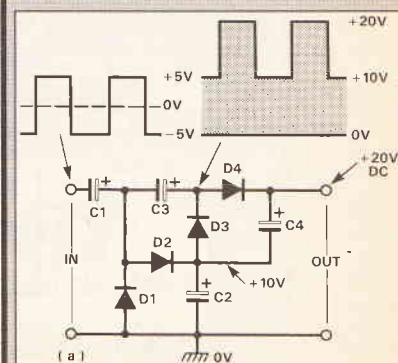 +20V
+5V
+10V
0V
-5V
0V
+20V
DC
D4
C1
C3
D3
C4
IN
D2
OUT
+10V
D1
C2
(a)
0V